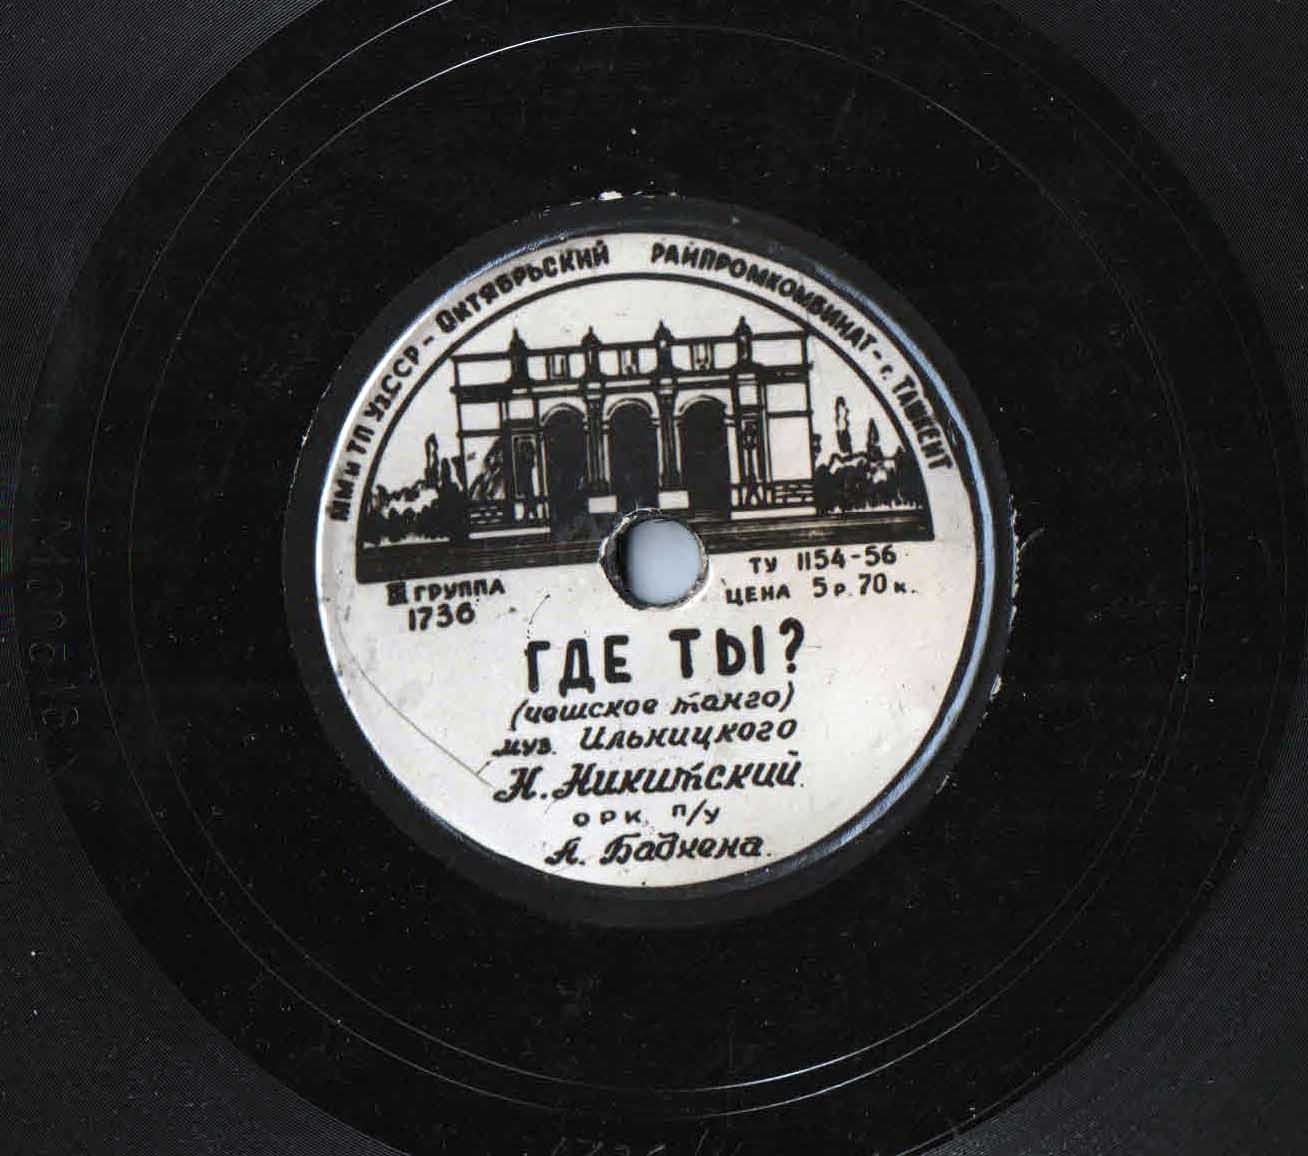 ММ и ТП УзССР - ОКТЯБРЬСКИЙ РАЙПРОМКОМБИНАТ - г. ТАШКЕНТ
III ГРУППА
1736
ТУ 1154-56
ЦЕНА 5 р. 70 к.
ГДЕ ТЫ?
(чешское танго)
муз. Ильницкого
Н. Никитский.
ОРК. П/У
А. Бадхена.